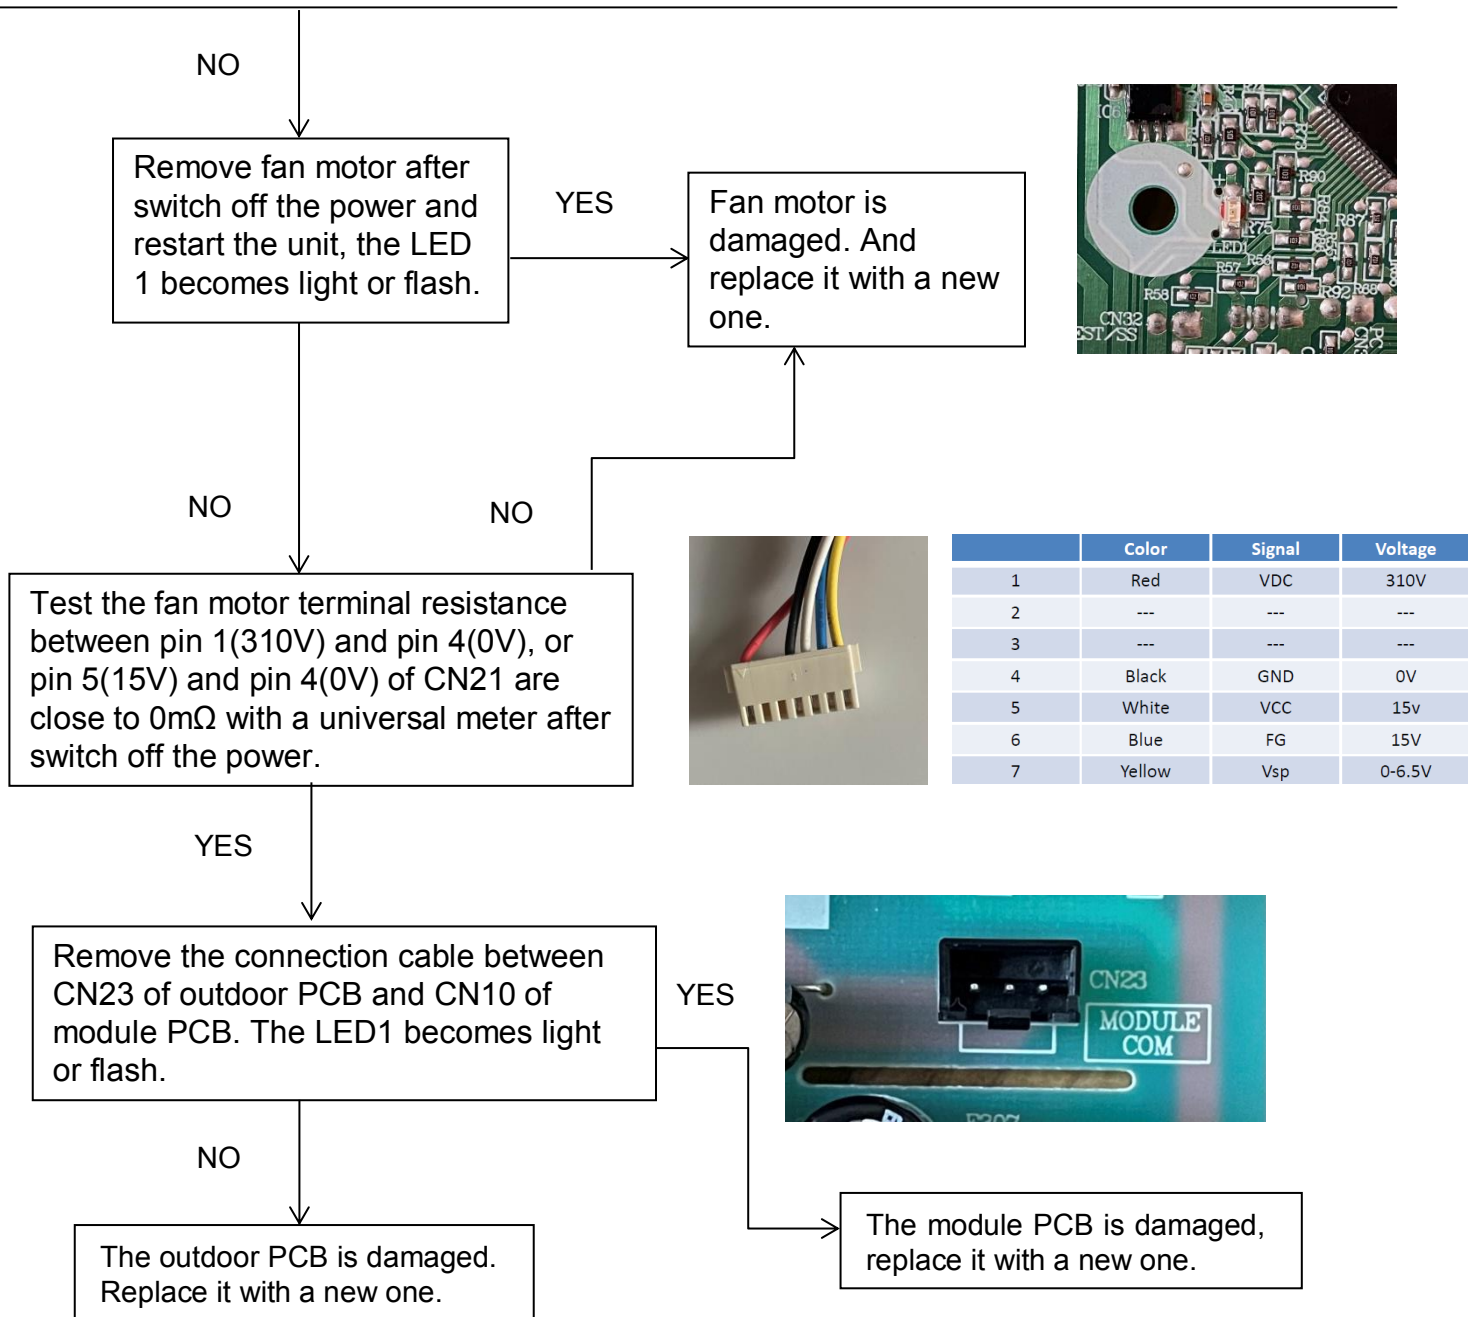 NO
Remove fan motor after
switch off the power and
restart the unit, the LED
1 becomes light or flash.
YES
Fan motor is
damaged. And
replace it with a new
one.
R90
R75
LED1
R87
R57
R56
R58
R92
R88
CN32
NO
NO
Test the fan motor terminal resistance
between pin 1(310V) and pin 4(0V), or
pin 5(15V) and pin 4(0V) of CN21 are
close to 0mΩ with a universal meter after
switch off the power.
Color Signal Voltage
1 Red VDC 310V
2 --- --- ---
3 --- --- ---
4 Black GND 0V
5 White VCC 15v
6 Blue FG 15V
7 Yellow Vsp 0-6.5V
YES
Remove the connection cable between
CN23 of outdoor PCB and CN10 of
module PCB. The LED1 becomes light
or flash.
YES
CN23
MODULE
COM
NO
The outdoor PCB is damaged.
Replace it with a new one.
The module PCB is damaged,
replace it with a new one.